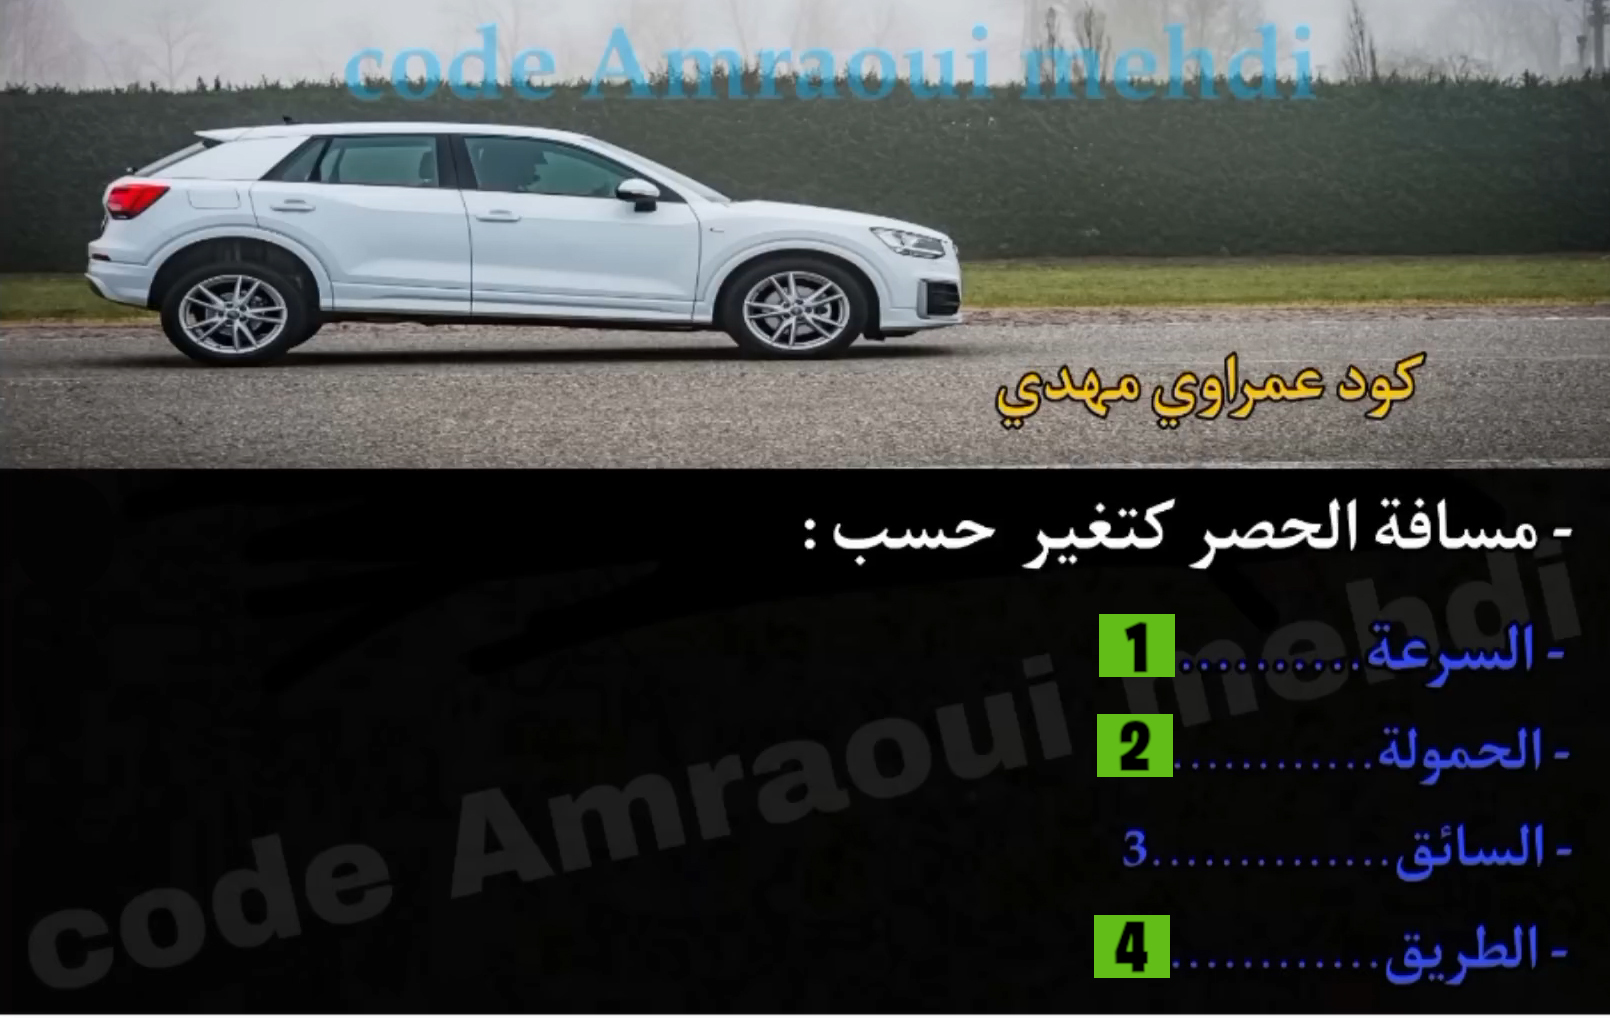 code Amraoui mehdi
كود عمراوي مهدي
- مسافة الحصر كتغير حسب :
- السرعة..........1
- الحمولة............2
- السائق..............3
- الطريق............4
code Amraoui mehdi